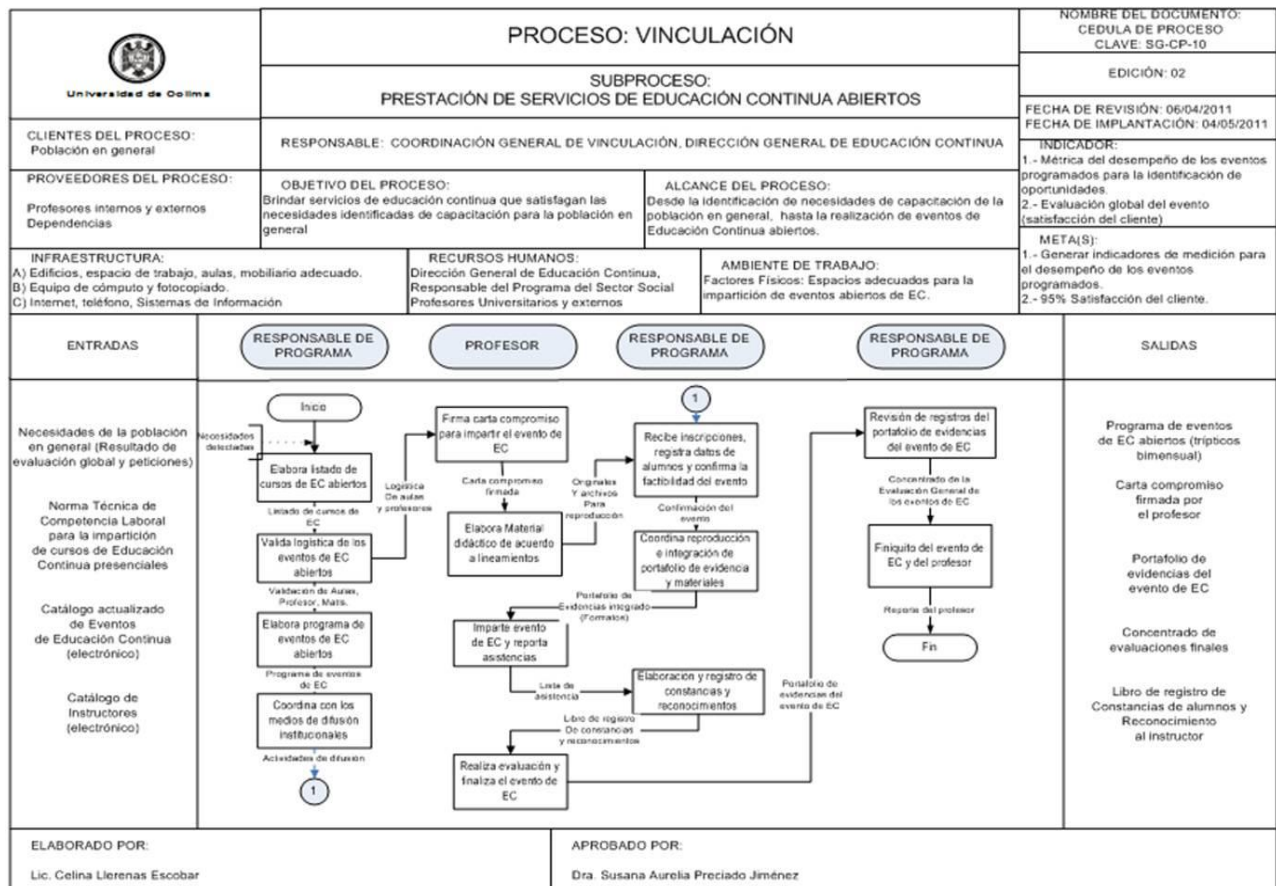 Universidad de Colima
PROCESO: VINCULACIÓN
SUBPROCESO:
PRESTACIÓN DE SERVICIOS DE EDUCACIÓN CONTINUA ABIERTOS
NOMBRE DEL DOCUMENTO:
CEDULA DE PROCESO
CLAVE: SG-CP-10
EDICIÓN: 02
FECHA DE REVISIÓN: 06/04/2011
FECHA DE IMPLANTACIÓN: 04/05/2011
CLIENTES DEL PROCESO:
Población en general
RESPONSABLE: COORDINACIÓN GENERAL DE VINCULACIÓN, DIRECCIÓN GENERAL DE EDUCACIÓN CONTINUA
INDICADOR:
1.- Métrica del desempeño de los eventos
programados para la identificación de
oportunidades.
2.- Evaluación global del evento
(satisfacción del cliente)
PROVEEDORES DEL PROCESO:
Profesores internos y externos
Dependencias
OBJETIVO DEL PROCESO:
Brindar servicios de educación continua que satisfagan las
necesidades identificadas de capacitación para la población en
general
ALCANCE DEL PROCESO:
Desde la identificación de necesidades de capacitación de la
población en general, hasta la realización de eventos de
Educación Continua abiertos.
META(S):
1.- Generar indicadores de medición para
el desempeño de los eventos
programados.
2.- 95% Satisfacción del cliente.
INFRAESTRUCTURA:
A) Edificios, espacio de trabajo, aulas, mobiliario adecuado.
B) Equipo de cómputo y fotocopiado.
C) Internet, teléfono, Sistemas de Información
RECURSOS HUMANOS:
Dirección General de Educación Continua,
Responsable del Programa del Sector Social
Profesores Universitarios y externos
AMBIENTE DE TRABAJO:
Factores Físicos: Espacios adecuados para la
impartición de eventos abiertos de EC.
ENTRADAS
RESPONSABLE DE
PROGRAMA
PROFESOR
RESPONSABLE DE
PROGRAMA
RESPONSABLE DE
PROGRAMA
SALIDAS
Necesidades de la población
en general (Resultado de
evaluación global y peticiones)
Norma Técnica de
Competencia Laboral
para la impartición
de cursos de Educación
Continua presenciales
Catálogo actualizado
de Eventos
de Educación Continua
(electrónico)
Catálogo de
Instructores
(electrónico)
Inicio
Necesidades
detectadas
Elabora listado de
cursos de EC abiertos
Listado de cursos de
EC
Valida logística de los
eventos de EC
abiertos
Validación de Aulas,
Profesor, Matls.
Elabora programa de
eventos de EC
abiertos
Programa de eventos
de EC
Coordina con los
medios de difusión
institucionales
Actividades de difusión
1
Logística
De aulas
y profesores
Firma carta compromiso
para impartir el evento de
EC
Carta compromiso
firmada
Elabora Material
didáctico de acuerdo
a lineamientos
Originales
Y archivos
Para
reproducción
1
Recibe inscripciones,
registra datos de
alumnos y confirma la
factibilidad del evento
Confirmación del
evento
Coordina reproducción
e integración de
portafolio de evidencia
y materiales
Portafolio de
Evidencias integrado
(Formatos)
Imparte evento
de EC y reporta
asistencias
Lista de
asistencia
Elaboración y registro de
constancias y
reconocimientos
Libro de registro
De constancias
y reconocimientos
Realiza evaluación y
finaliza el evento de
EC
Portafolio de
evidencias del
evento de EC
Revisión de registros del
portafolio de evidencias
del evento de EC
Concentrado de la
Evaluación General de
los eventos de EC
Finiquito del evento de
EC y del profesor
Reporte del profesor
Fin
Programa de eventos
de EC abiertos (trípticos
bimensual)
Carta compromiso
firmada por
el profesor
Portafolio de
evidencias del
evento de EC
Concentrado de
evaluaciones finales
Libro de registro de
Constancias de alumnos y
Reconocimiento
al instructor
ELABORADO POR:
Lic. Celina Llerenas Escobar
APROBADO POR:
Dra. Susana Aurelia Preciado Jiménez